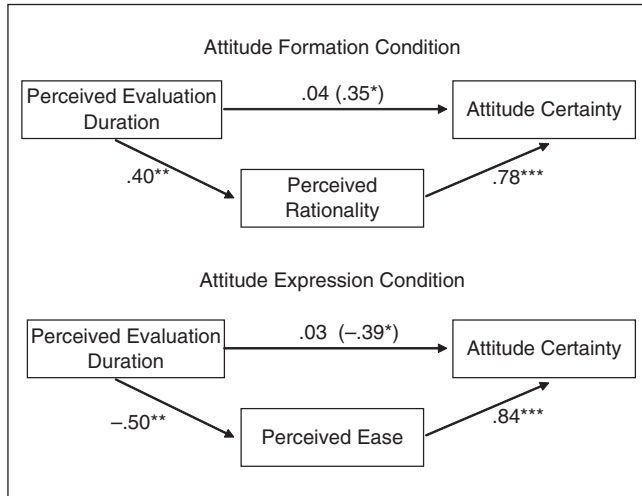 Attitude Formation Condition
Perceived Evaluation
Duration
.04 (.35*)
Attitude Certainty
.40**
Perceived
Rationality
.78***
Attitude Expression Condition
Perceived Evaluation
Duration
.03 (–.39*)
Attitude Certainty
–.50**
Perceived Ease
.84***